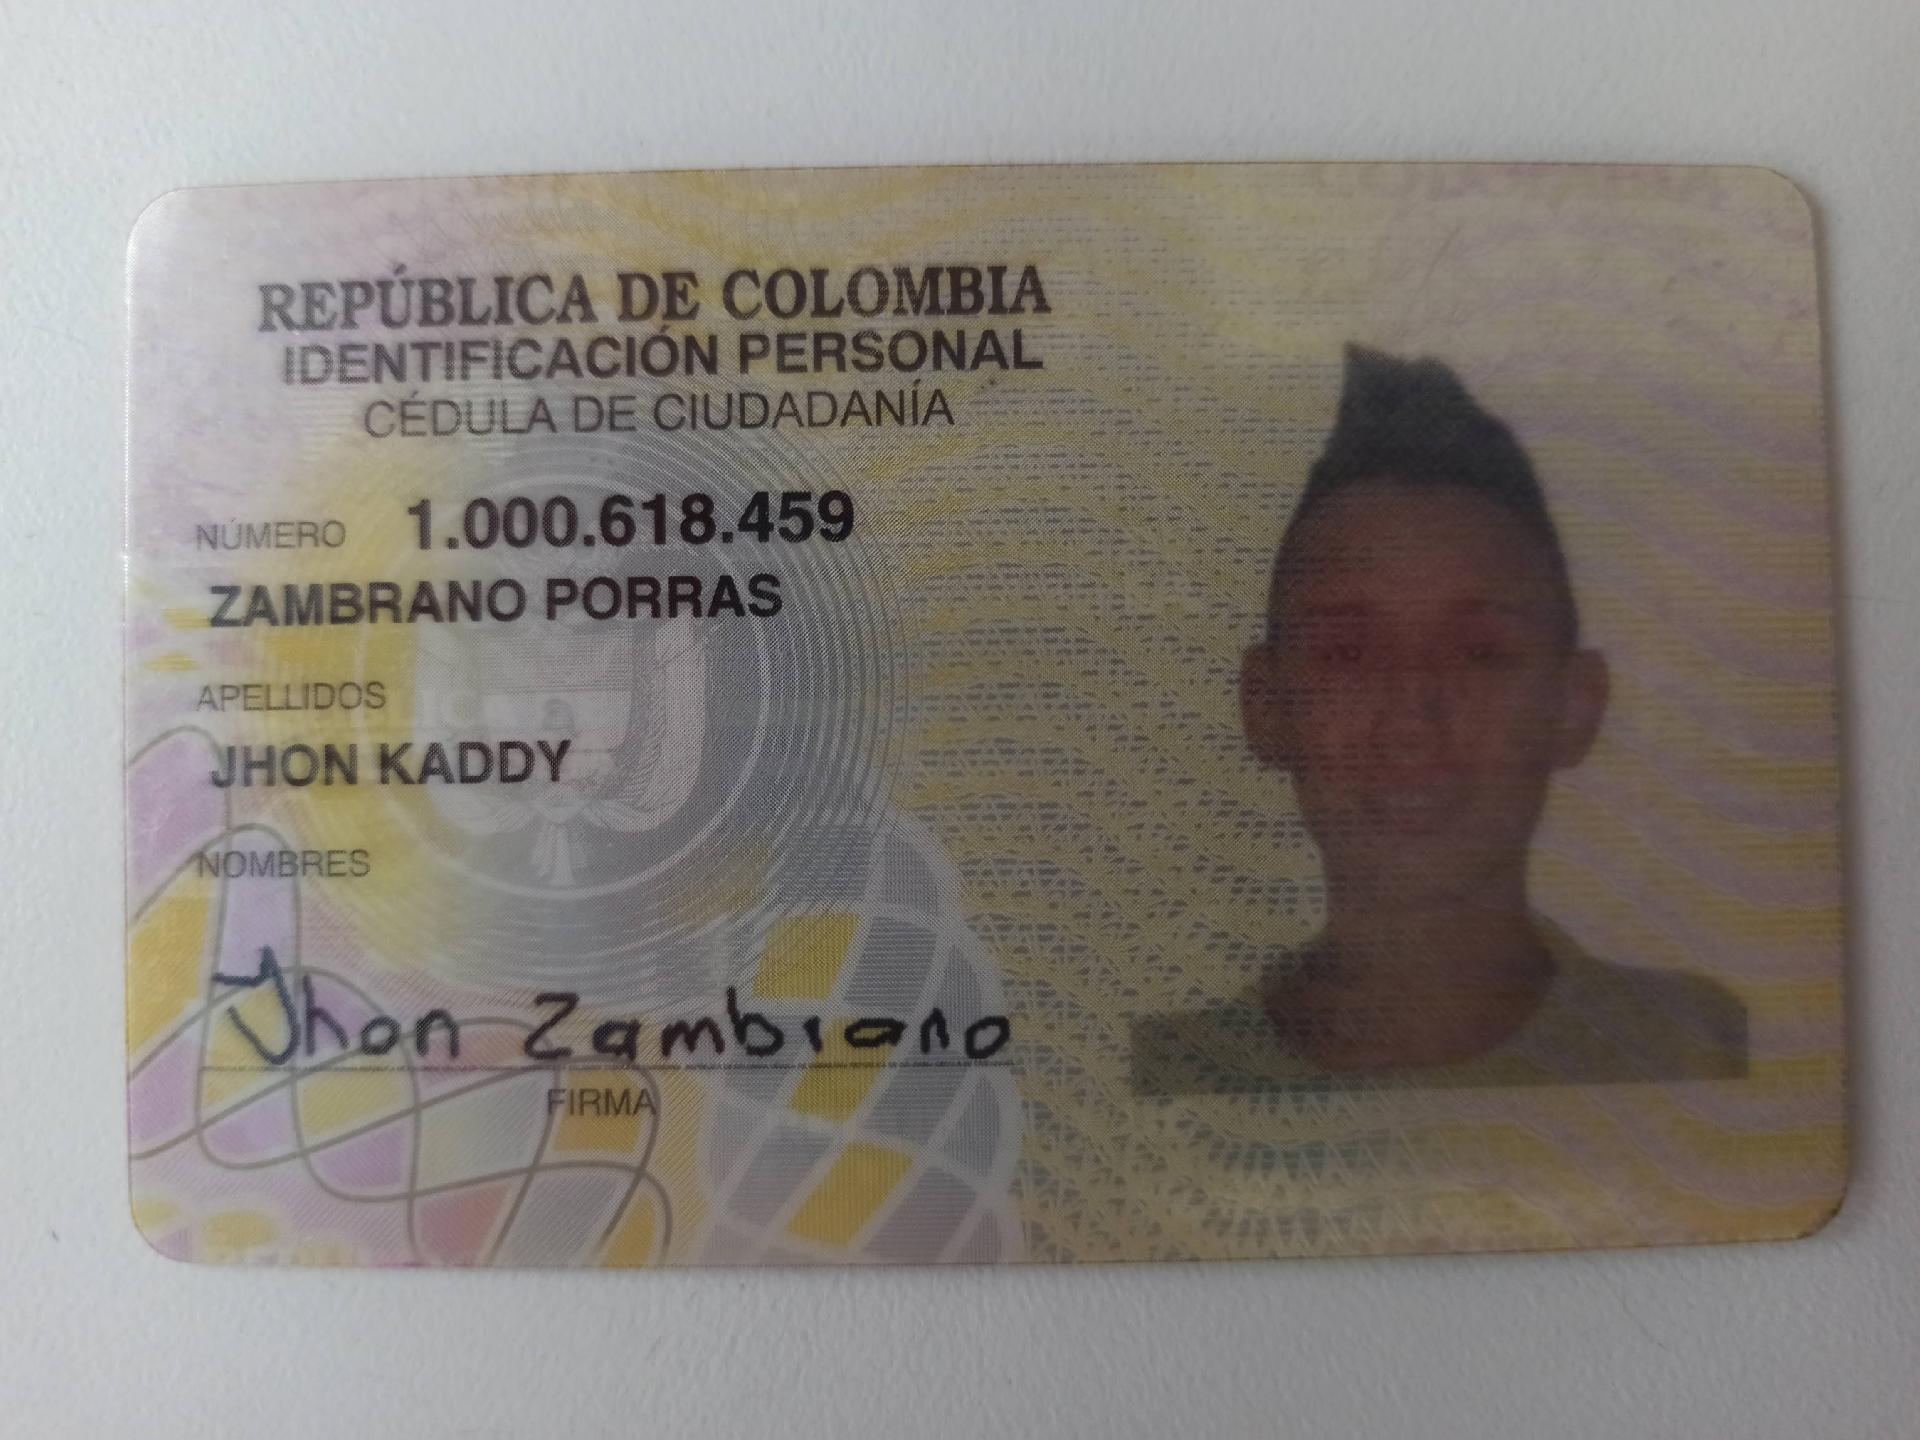 REPÚBLICA DE COLOMBIA
IDENTIFICACIÓN PERSONAL
CÉDULA DE CIUDADANÍA
NÚMERO 1.000.618.459
ZAMBRANO PORRAS
APELLIDOS
JHON KADDY
NOMBRES
Jhon Zambrano
FIRMA